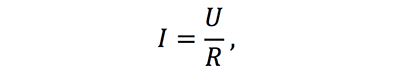 I = U/R,